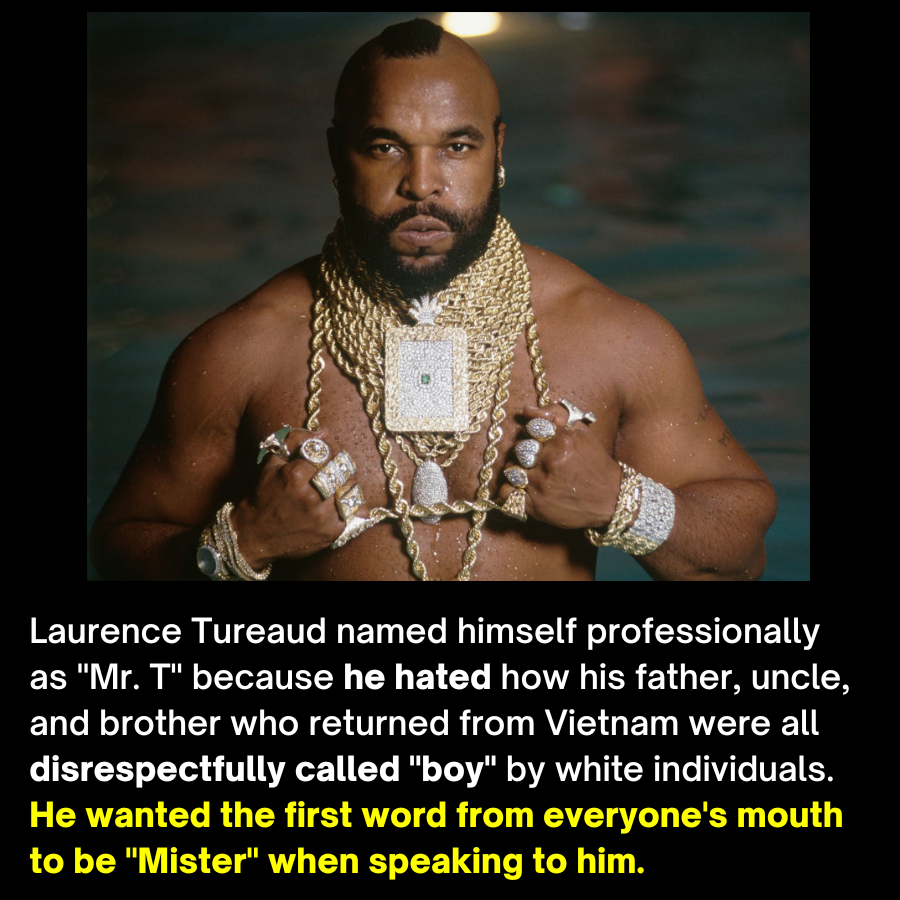 Laurence Tureaud named himself professionally
as "Mr. T" because he hated how his father, uncle,
and brother who returned from Vietnam were all
disrespectfully called "boy" by white individuals.
He wanted the first word from everyone's mouth
to be "Mister" when speaking to him.